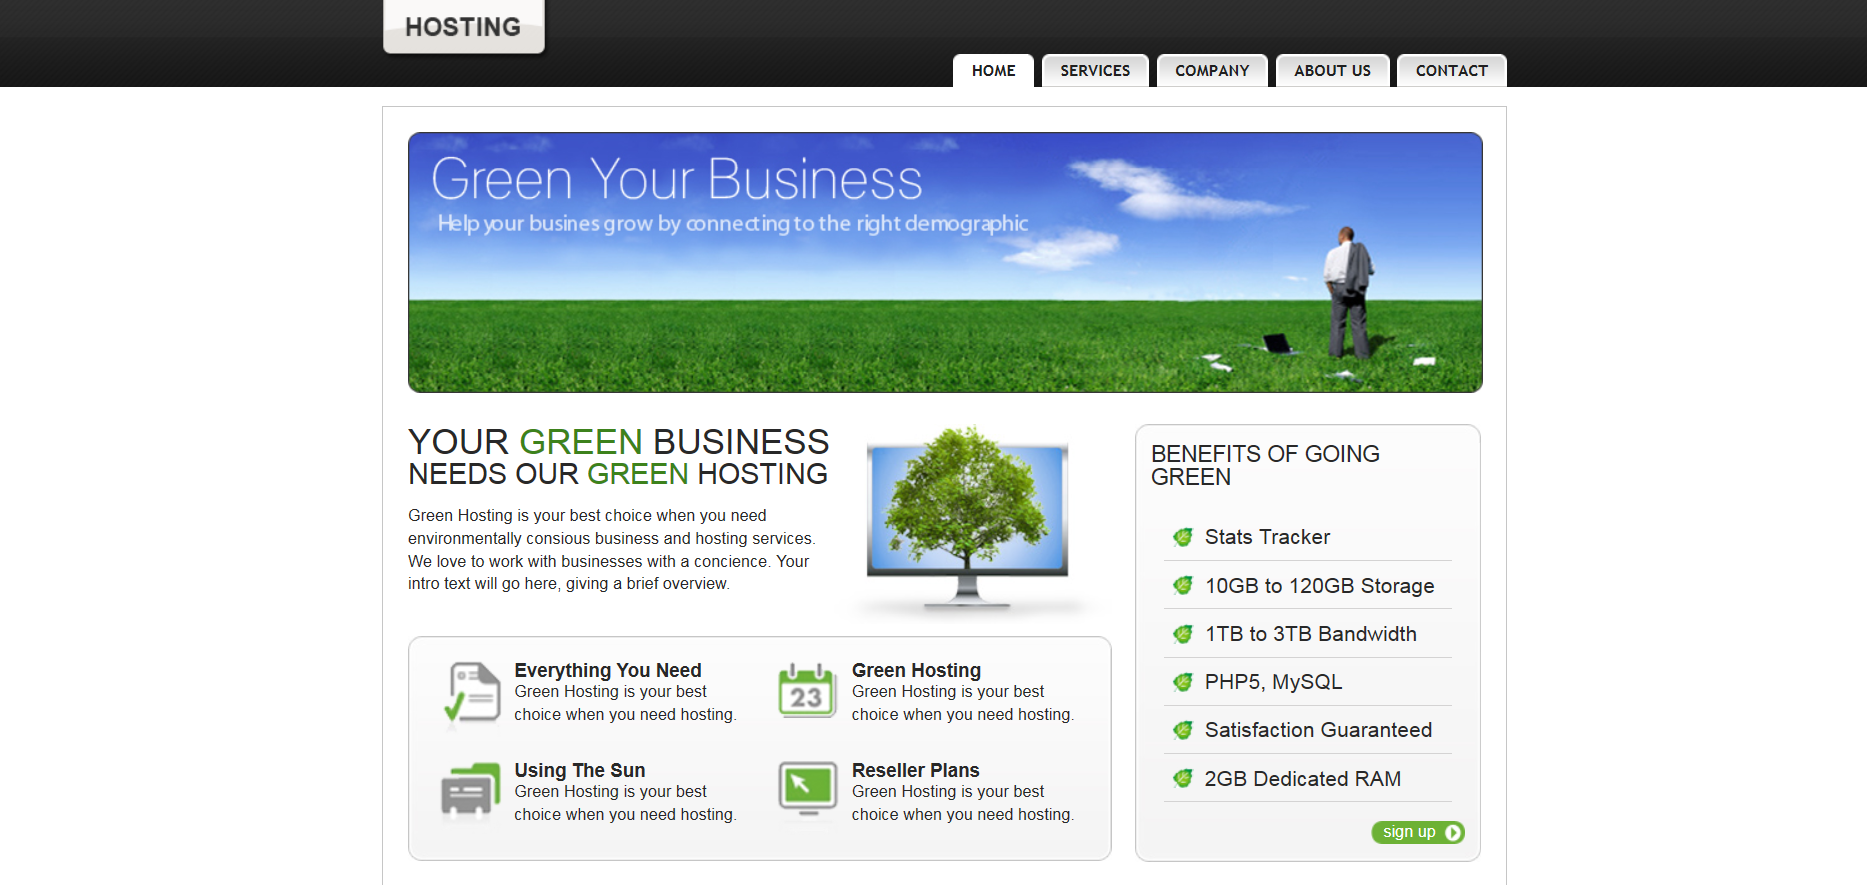 HOSTING
HOME SERVICES COMPANY ABOUT US CONTACT
Green Your Business
Help your busines grow by connecting to the right demographic
YOUR GREEN BUSINESS
NEEDS OUR GREEN HOSTING
Green Hosting is your best choice when you need
environmentally consious business and hosting services.
We love to work with businesses with a concience. Your
intro text will go here, giving a brief overview.
Everything You Need
Green Hosting is your best
choice when you need hosting.
23
Green Hosting
Green Hosting is your best
choice when you need hosting.
Using The Sun
Green Hosting is your best
choice when you need hosting.
Reseller Plans
Green Hosting is your best
choice when you need hosting.
BENEFITS OF GOING
GREEN
Stats Tracker
10GB to 120GB Storage
1TB to 3TB Bandwidth
PHP5, MySQL
Satisfaction Guaranteed
2GB Dedicated RAM
sign up